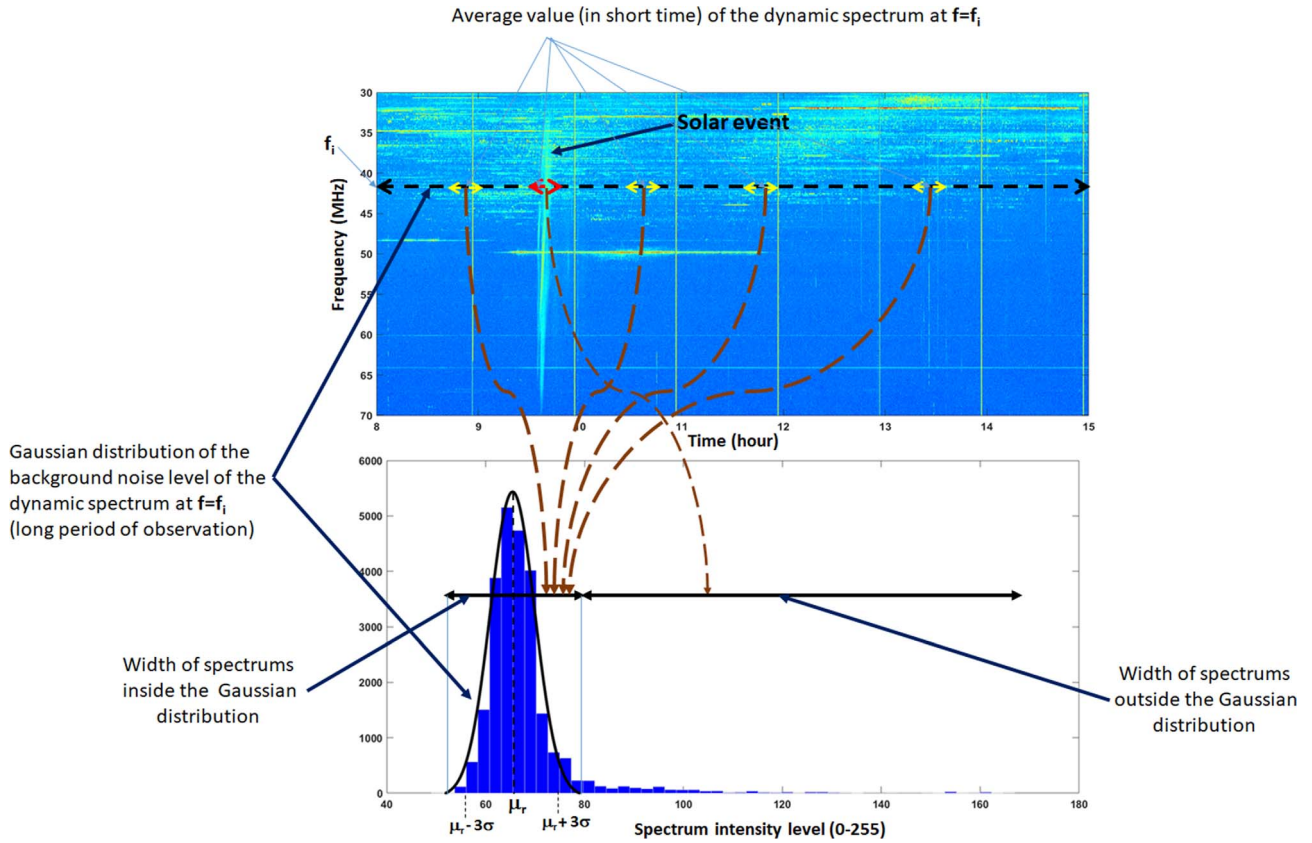 Average value (in short time) of the dynamic spectrum at f=fi
30
35
40
45
50
55
60
65
70
Frequency (MHz)
fi
Solar event
8
9
10
11
12
13
14
15
Time (hour)
Gaussian distribution of the
background noise level of the
dynamic spectrum at f=fi
(long period of observation)
6000
5000
4000
3000
2000
1000
0
Width of spectrums
inside the Gaussian
distribution
Width of spectrums
outside the Gaussian
distribution
40
60
80
100
120
140
160
180
μr
μr- 3σ
μr+ 3σ
Spectrum intensity level (0-255)